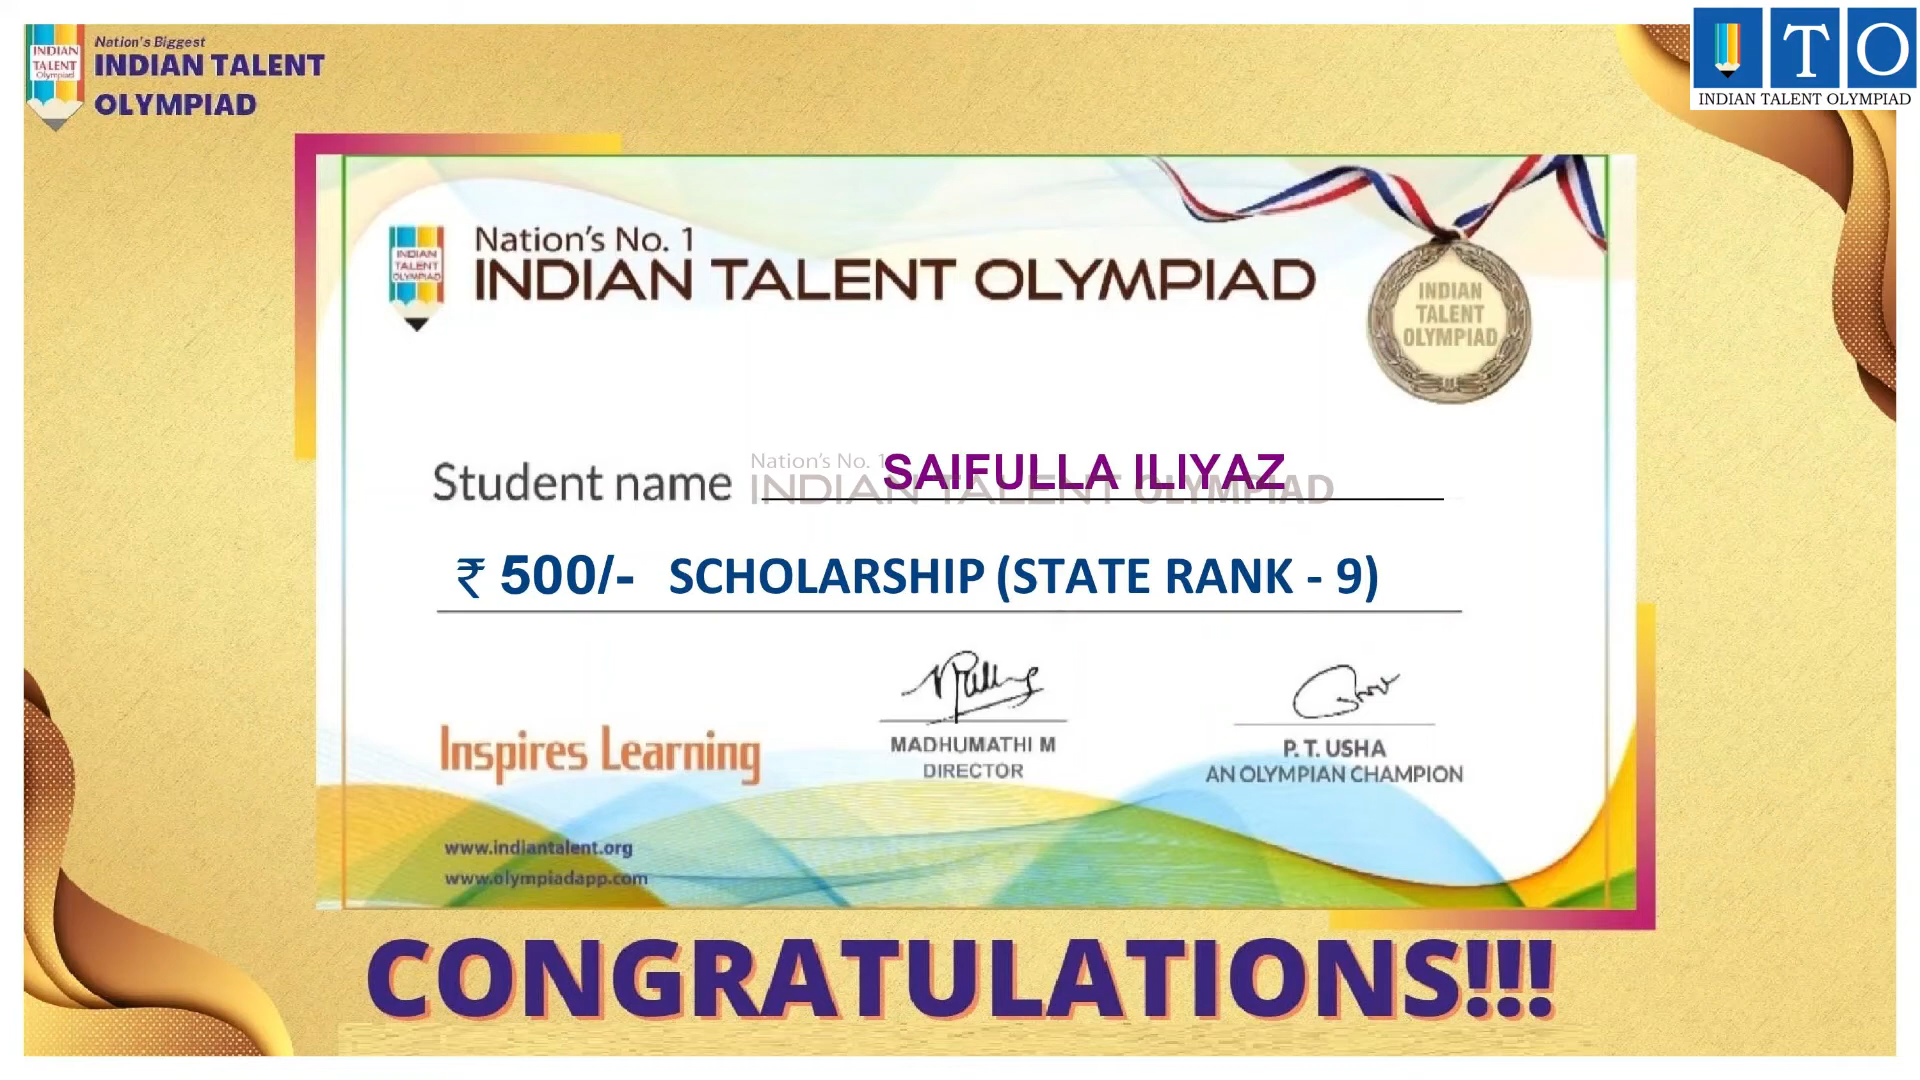 Nation's Biggest
INDIAN TALENT
OLYMPIAD
INDIAN
TALENT
Olympiad
T O
INDIAN TALENT OLYMPIAD
Nation's No. 1
INDIAN TALENT OLYMPIAD
INDIAN
TALENT
OLYMPIAD
INDIAN
TALENT
OLYMPIAD
Nation's No. 1
INDIAN TALENT OLYMPIAD
Student name SAIFULLA ILIYAZ
₹ 500/- SCHOLARSHIP (STATE RANK - 9)
MADHUMATHI M
DIRECTOR
P. T. USHA
AN OLYMPIAN CHAMPION
Inspires Learning
www.indiantalent.org
www.olympiadapp.com
CONGRATULATIONS!!!